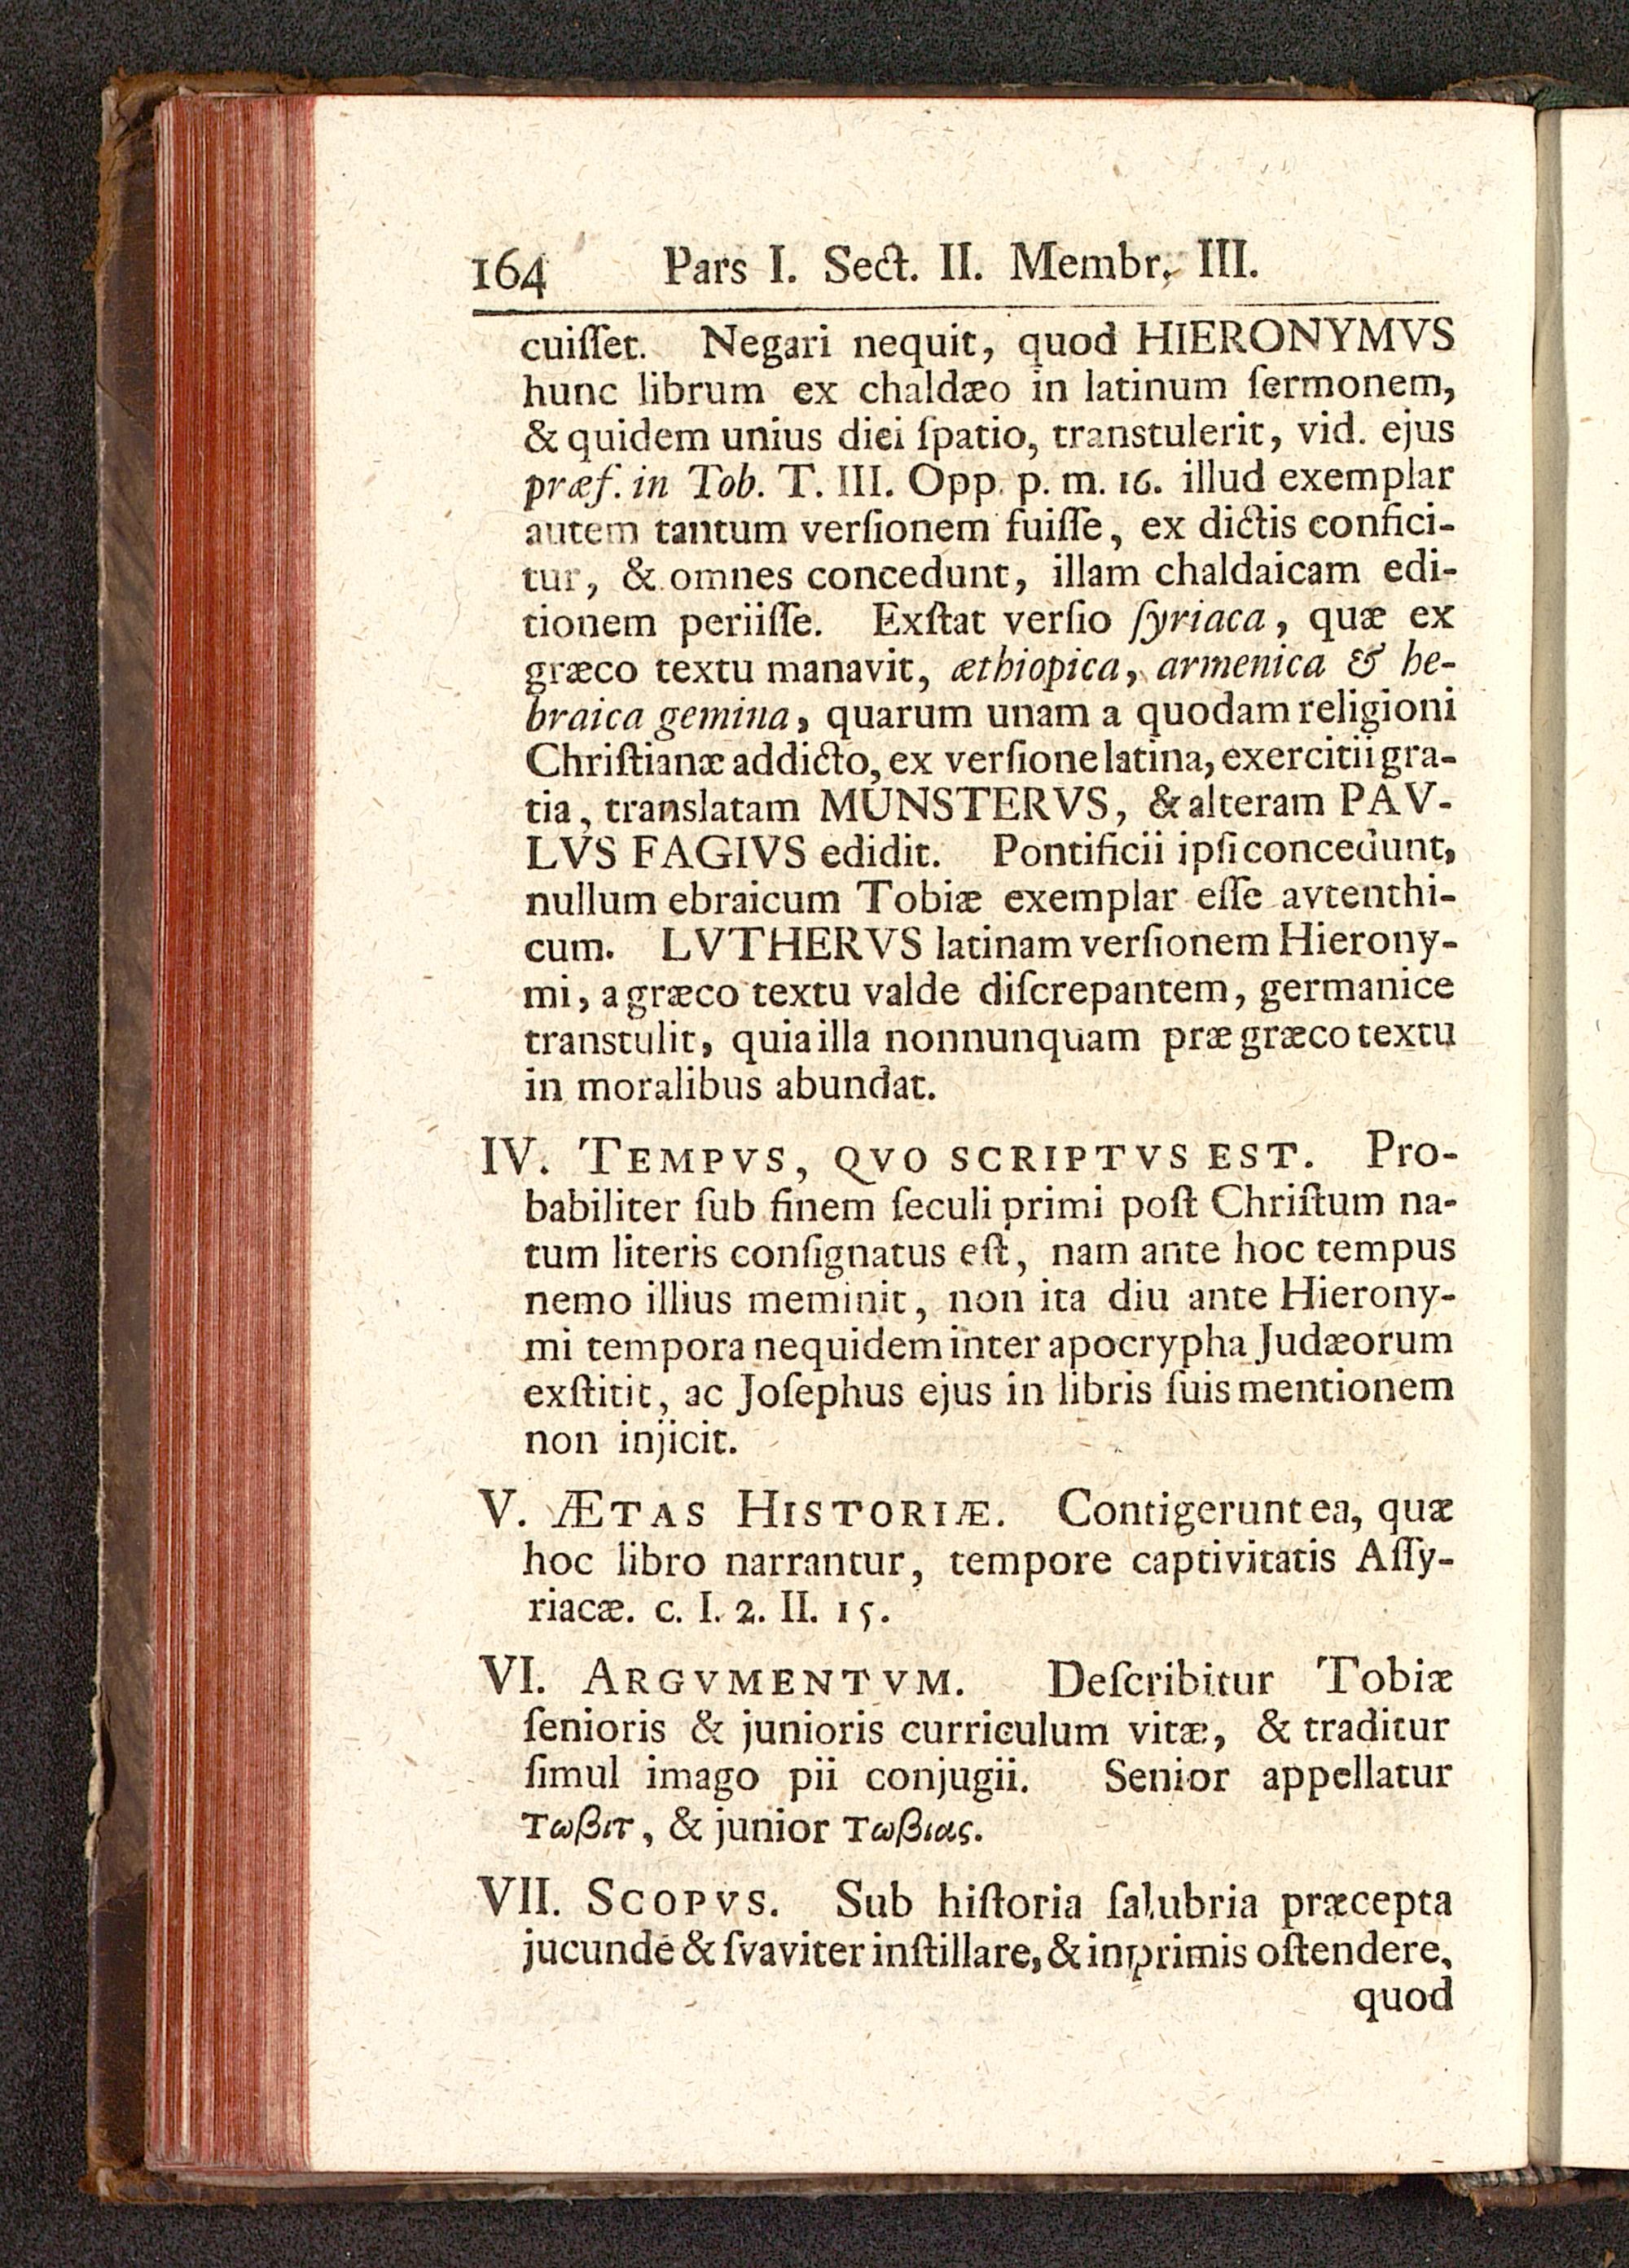 164 Pars I. Sect. II. Membr. III.
cuiſſet. Negari nequit, quod HIERONYMVS
hunc librum ex chaldæo in latinum ſermonem,
& quidem unius diei ſpatio, transtulerit, vid. ejus
præf. in Tob. T. III. Opp. p. m. 16. illud exemplar
autem tantum verſionem fuiſſe, ex dictis confici-
tur, & omnes concedunt, illam chaldaicam edi-
tionem periiſſe. Exſtat verſio ſyriaca, quæ ex
græco textu manavit, æthiopica, armenica & he-
braica gemina, quarum unam a quodam religioni
Chriſtianæ addicto, ex verſione latina, exercitii gra-
tia, translatam MUNSTERVS, & alteram PAV-
LVS FAGIVS edidit. Pontificii ipſi concedunt,
nullum ebraicum Tobiæ exemplar eſſe avtenthi-
cum. LVTHERVS latinam verſionem Hierony-
mi, a græco textu valde diſcrepantem, germanice
transtulit, quia illa nonnunquam præ græco textu
in moralibus abundat.
IV. TEMPVS, QVO SCRIPTVS EST. Pro-
babiliter ſub finem ſeculi primi poſt Chriſtum na-
tum literis conſignatus eſt, nam ante hoc tempus
nemo illius meminit, non ita diu ante Hierony-
mi tempora nequidem inter apocrypha Judæorum
exſtitit, ac Joſephus ejus in libris ſuis mentionem
non injicit.
V. ÆTAS HISTORIÆ. Contigerunt ea, quæ
hoc libro narrantur, tempore captivitatis Aſſy-
riacæ. c. I. 2. II. 15.
VI. ARGVMENTVM. Deſcribitur Tobiæ
ſenioris & junioris curriculum vitæ, & traditur
ſimul imago pii conjugii. Senior appellatur
Τωβιτ, & junior Τωβιας.
VII. SCOPVS. Sub hiſtoria ſalubria præcepta
jucunde & ſvaviter inſtillare, & inprimis oſtendere,
quod